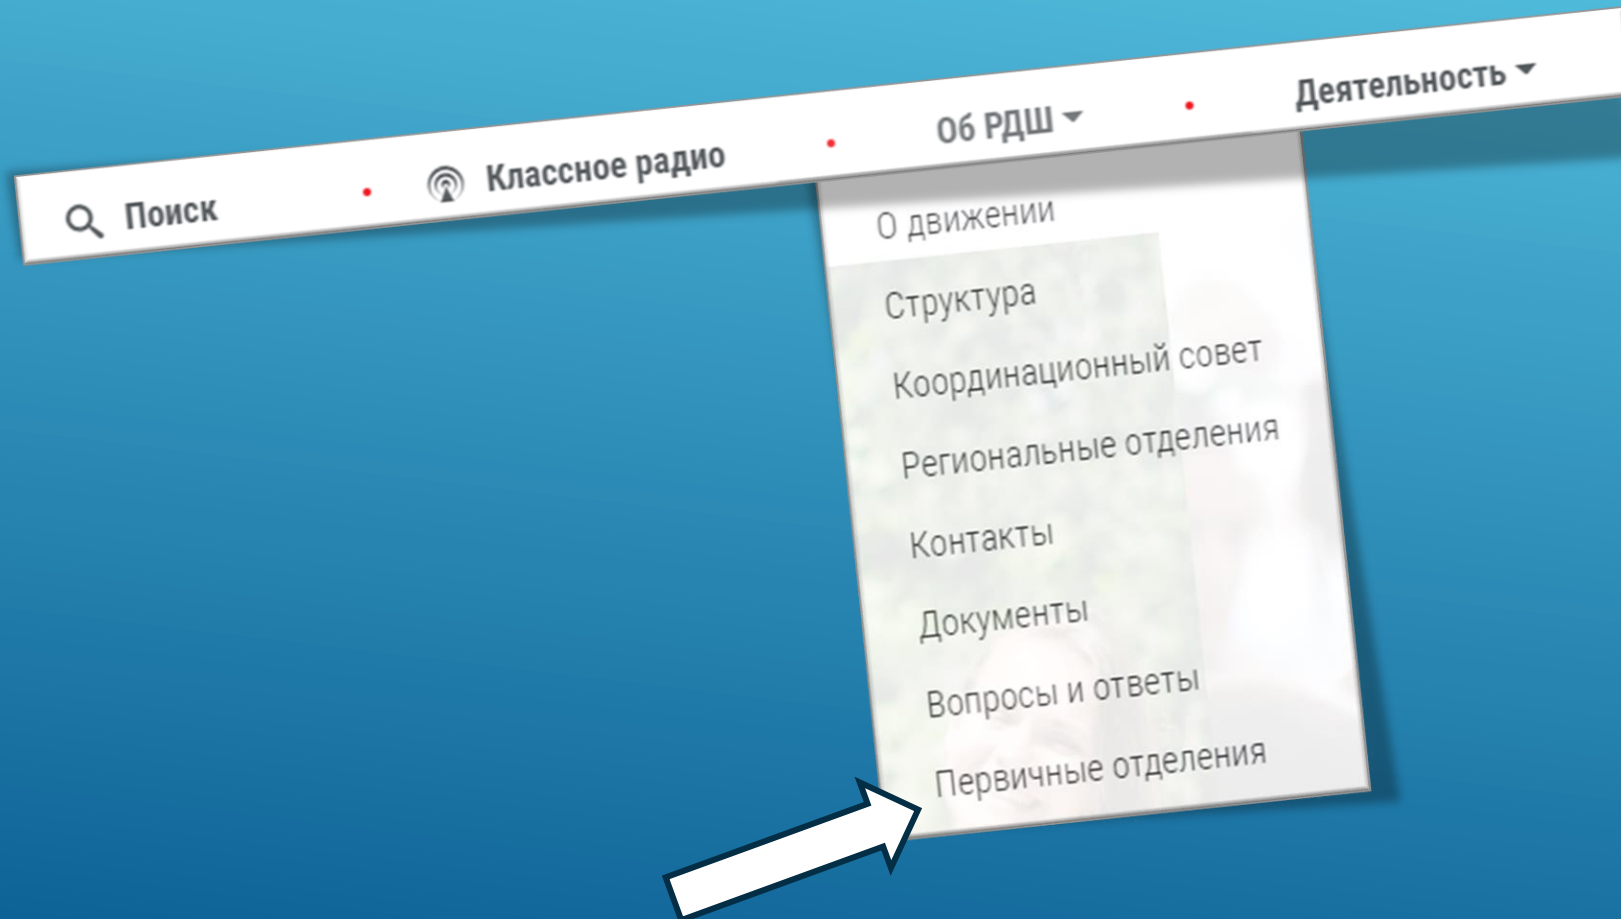 Поиск
Классное радио
Об РДШ
Деятельность
О движении
Структура
Координационный совет
Региональные отделения
Контакты
Документы
Вопросы и ответы
Первичные отделения